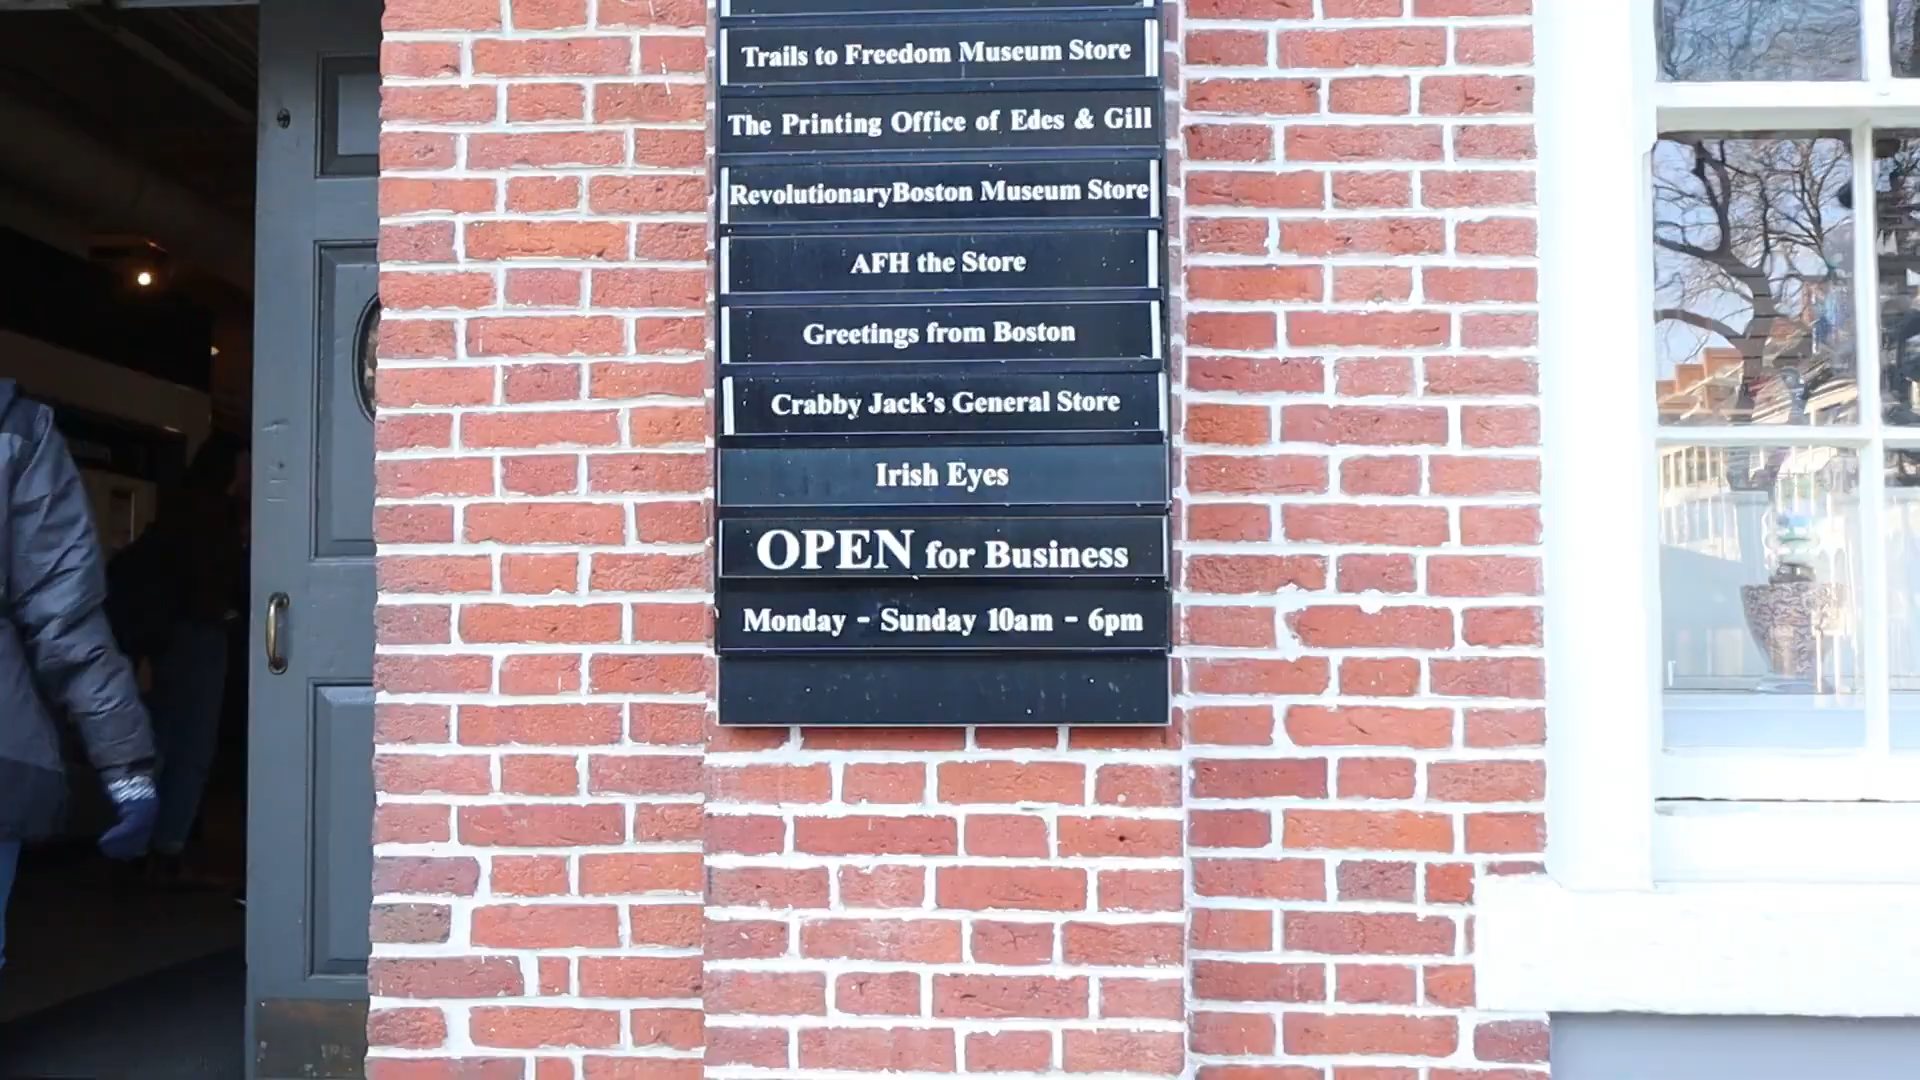 Trails to Freedom Museum Store
The Printing Office of Edes & Gill
RevolutionaryBoston Museum Store
AFH the Store
Greetings from Boston
Crabby Jack's General Store
Irish Eyes
OPEN for Business
Monday - Sunday 10am - 6pm